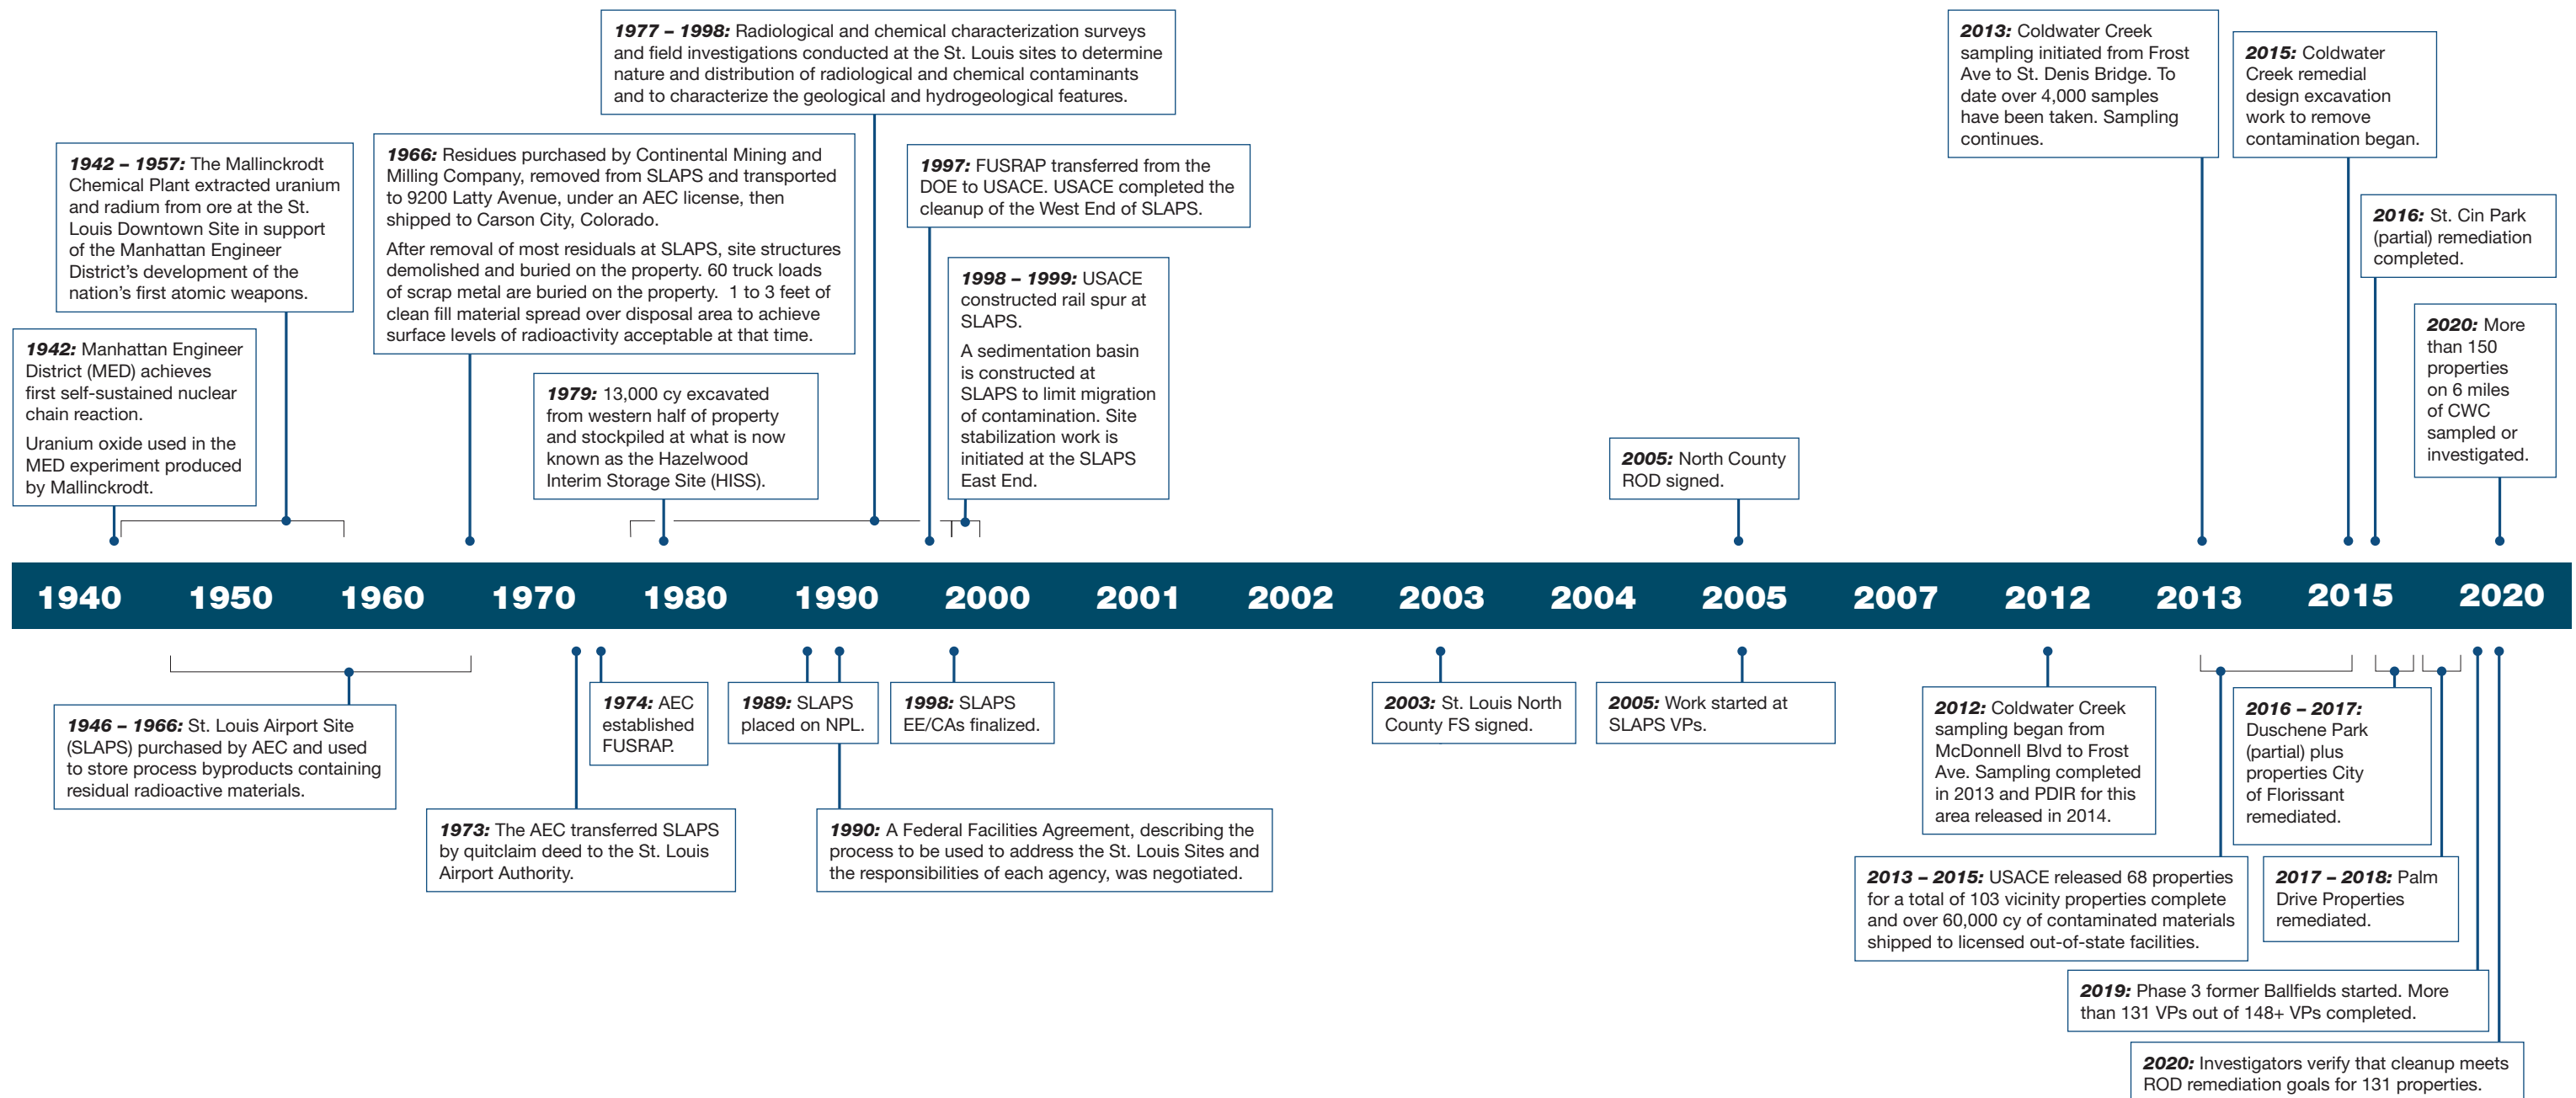 1977 – 1998: Radiological and chemical characterization surveys
and field investigations conducted at the St. Louis sites to determine
nature and distribution of radiological and chemical contaminants
and to characterize the geological and hydrogeological features.
2013: Coldwater Creek
sampling initiated from Frost
Ave to St. Denis Bridge. To
date over 4,000 samples
have been taken. Sampling
continues.
2015: Coldwater
Creek remedial
design excavation
work to remove
contamination began.
1942 – 1957: The Mallinckrodt
Chemical Plant extracted uranium
and radium from ore at the St.
Louis Downtown Site in support
of the Manhattan Engineer
District’s development of the
nation’s first atomic weapons.
1966: Residues purchased by Continental Mining and
Milling Company, removed from SLAPS and transported
to 9200 Latty Avenue, under an AEC license, then
shipped to Carson City, Colorado.
After removal of most residuals at SLAPS, site structures
demolished and buried on the property. 60 truck loads
of scrap metal are buried on the property. 1 to 3 feet of
clean fill material spread over disposal area to achieve
surface levels of radioactivity acceptable at that time.
1997: FUSRAP transferred from the
DOE to USACE. USACE completed the
cleanup of the West End of SLAPS.
2016: St. Cin Park
(partial) remediation
completed.
1998 – 1999: USACE
constructed rail spur at
SLAPS.
A sedimentation basin
is constructed at
SLAPS to limit migration
of contamination. Site
stabilization work is
initiated at the SLAPS
East End.
2020: More
than 150
properties
on 6 miles
of CWC
sampled or
investigated.
1942: Manhattan Engineer
District (MED) achieves
first self-sustained nuclear
chain reaction.
Uranium oxide used in the
MED experiment produced
by Mallinckrodt.
1979: 13,000 cy excavated
from western half of property
and stockpiled at what is now
known as the Hazelwood
Interim Storage Site (HISS).
2005: North County
ROD signed.
1940 1950 1960 1970 1980 1990 2000 2001 2002 2003 2004 2005 2007 2012 2013 2015 2020
1946 – 1966: St. Louis Airport Site
(SLAPS) purchased by AEC and used
to store process byproducts containing
residual radioactive materials.
1974: AEC
established
FUSRAP.
1989: SLAPS
placed on NPL.
1998: SLAPS
EE/CAs finalized.
2003: St. Louis North
County FS signed.
2005: Work started at
SLAPS VPs.
2012: Coldwater Creek
sampling began from
McDonnell Blvd to Frost
Ave. Sampling completed
in 2013 and PDIR for this
area released in 2014.
2016 – 2017:
Duschene Park
(partial) plus
properties City
of Florissant
remediated.
1973: The AEC transferred SLAPS
by quitclaim deed to the St. Louis
Airport Authority.
1990: A Federal Facilities Agreement, describing the
process to be used to address the St. Louis Sites and
the responsibilities of each agency, was negotiated.
2013 – 2015: USACE released 68 properties
for a total of 103 vicinity properties complete
and over 60,000 cy of contaminated materials
shipped to licensed out-of-state facilities.
2017 – 2018: Palm
Drive Properties
remediated.
2019: Phase 3 former Ballfields started. More
than 131 VPs out of 148+ VPs completed.
2020: Investigators verify that cleanup meets
ROD remediation goals for 131 properties.